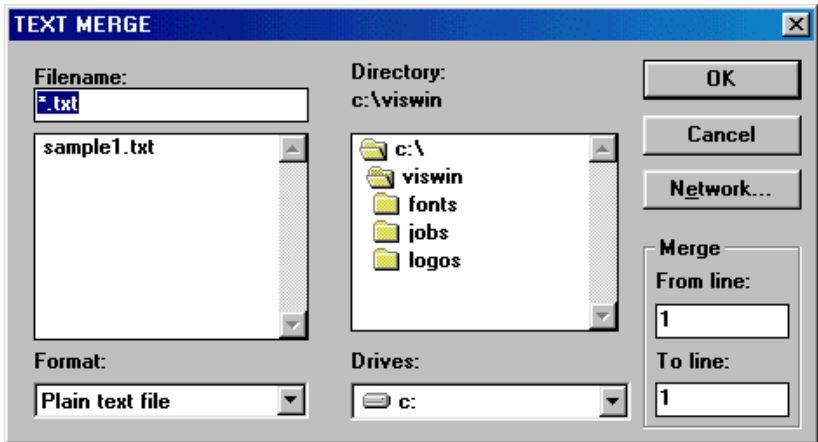 TEXT MERGE
Filename:
*.txt
sample1.txt
Format:
Plain text file
Directory:
c:\viswin
c:\
viswin
fonts
jobs
logos
Drives:
c:
OK
Cancel
Network...
Merge
From line:
1
To line:
1